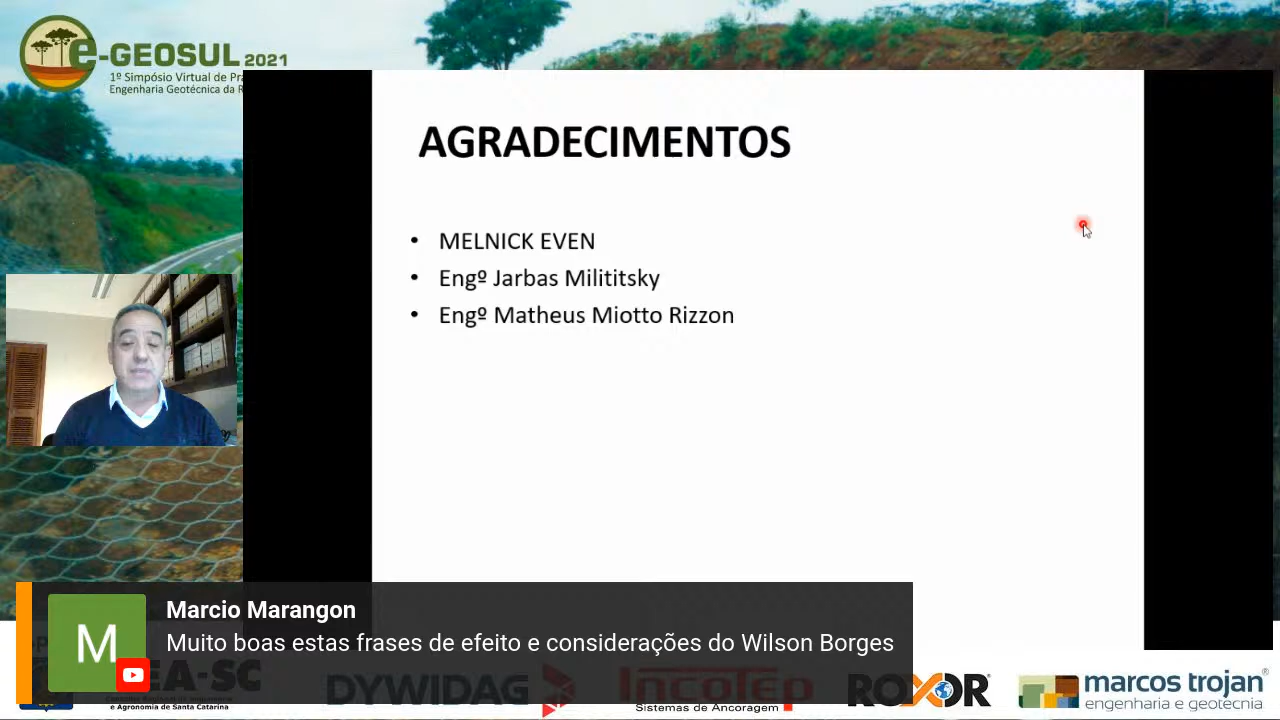 e-GEOSUL 2021
1º Simpósio Virtual de Pra
Engenharia Geotécnica da R
AGRADECIMENTOS
• MELNICK EVEN
• Engº Jarbas Milititsky
• Engº Matheus Miotto Rizzon
M
Marcio Marangon
Muito boas estas frases de efeito e considerações do Wilson Borges
EA-SC
e Agronomia de Santa Catarina
DYWIDAG
Incotep
Sistemas de Ancoragem
ROXOR
marcos trojan
engenharia e geotecnia